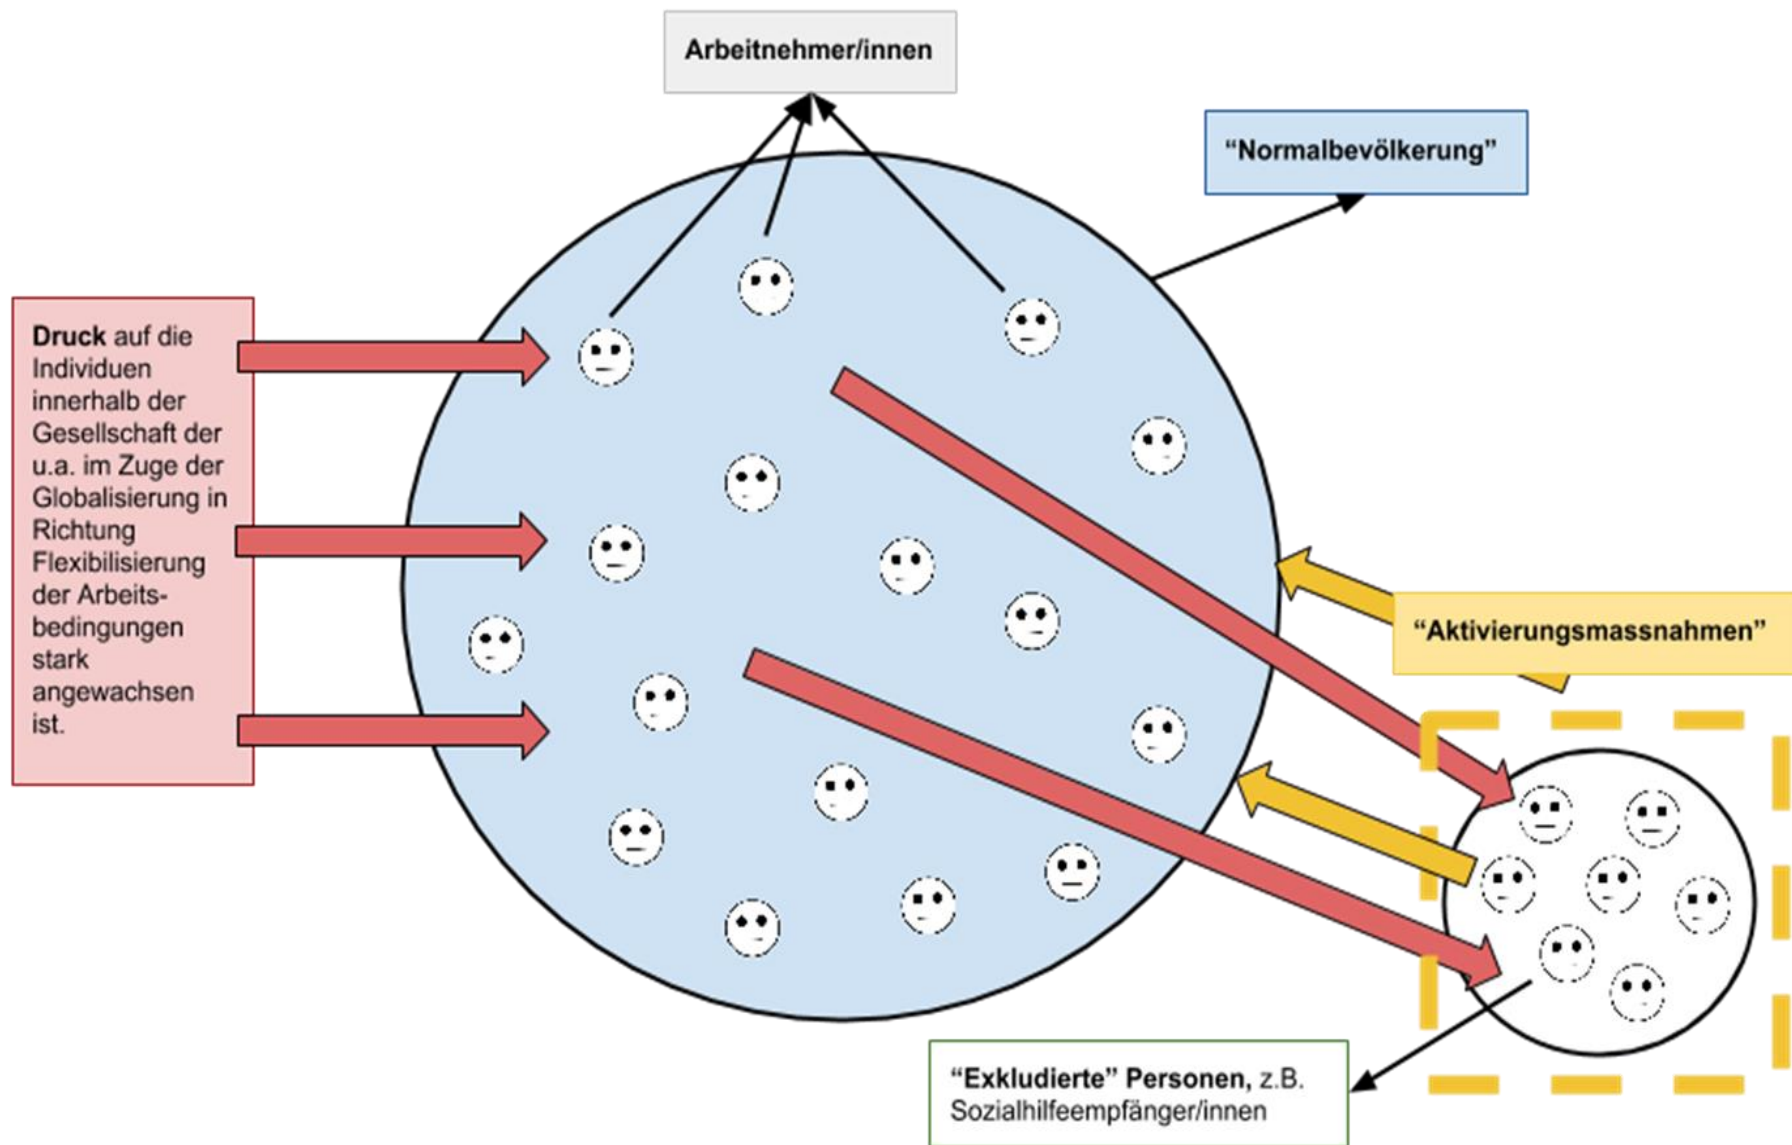 Arbeitnehmer/innen
“Normalbevölkerung”
Druck auf die
Individuen
innerhalb der
Gesellschaft der
u.a. im Zuge der
Globalisierung in
Richtung
Flexibilisierung
der Arbeits-
bedingungen
stark
angewachsen
ist.
“Aktivierungsmassnahmen”
“Exkludierte” Personen, z.B.
Sozialhilfeempfänger/innen